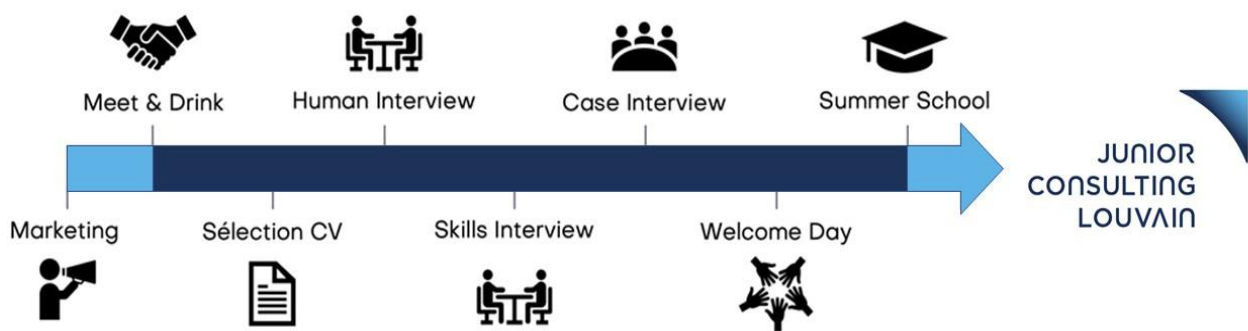 Meet & Drink
Human Interview
Case Interview
Summer School
JUNIOR
CONSULTING
LOUVAIN
Marketing
Sélection CV
Skills Interview
Welcome Day